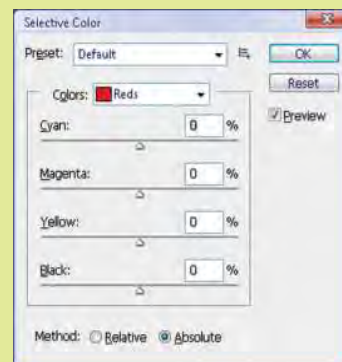 Selective Color
Preset: Default
OK
Reset
Colors: Reds
Preview
Cyan: 0 %
Magenta: 0 %
Yellow: 0 %
Black: 0 %
Method: Relative Absolute